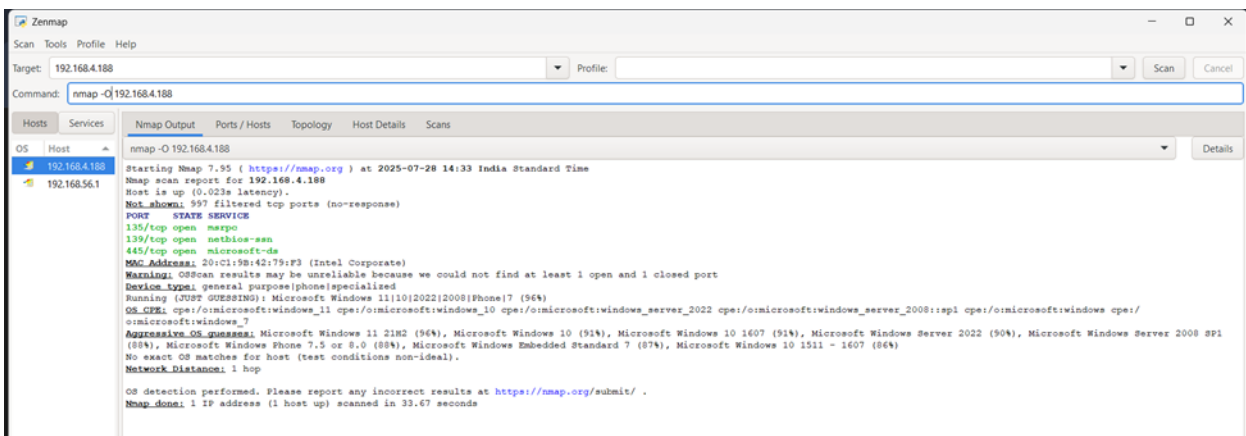 Zenmap
Scan Tools Profile Help
Target: 192.168.4.188 Profile: Scan Cancel
Command: nmap -O 192.168.4.188
Hosts Services Nmap Output Ports / Hosts Topology Host Details Scans
OS Host nmap -O 192.168.4.188 Details
192.168.4.188
192.168.56.1
Starting Nmap 7.95 ( https://nmap.org ) at 2025-07-28 14:33 India Standard Time
Nmap scan report for 192.168.4.188
Host is up (0.023s latency).
Not shown: 997 filtered tcp ports (no-response)
PORT STATE SERVICE
135/tcp open msrpc
139/tcp open netbios-ssn
445/tcp open microsoft-ds
MAC Address: 20:C1:9B:42:79:F3 (Intel Corporate)
Warning: OSScan results may be unreliable because we could not find at least 1 open and 1 closed port
Device type: general purpose|phone|specialized
Running (JUST GUESSING): Microsoft Windows 11|10|2022|2008|Phone|7 (96%)
OS CPE: cpe:/o:microsoft:windows_11 cpe:/o:microsoft:windows_10 cpe:/o:microsoft:windows_server_2022 cpe:/o:microsoft:windows_server_2008::sp1 cpe:/o:microsoft:windows cpe:/
o:microsoft:windows_7
Aggressive OS guesses: Microsoft Windows 11 21H2 (96%), Microsoft Windows 10 (91%), Microsoft Windows 10 1607 (91%), Microsoft Windows Server 2022 (90%), Microsoft Windows Server 2008 SP1
(88%), Microsoft Windows Phone 7.5 or 8.0 (88%), Microsoft Windows Embedded Standard 7 (87%), Microsoft Windows 10 1511 - 1607 (86%)
No exact OS matches for host (test conditions non-ideal).
Network Distance: 1 hop
OS detection performed. Please report any incorrect results at https://nmap.org/submit/ .
Nmap done: 1 IP address (1 host up) scanned in 33.67 seconds